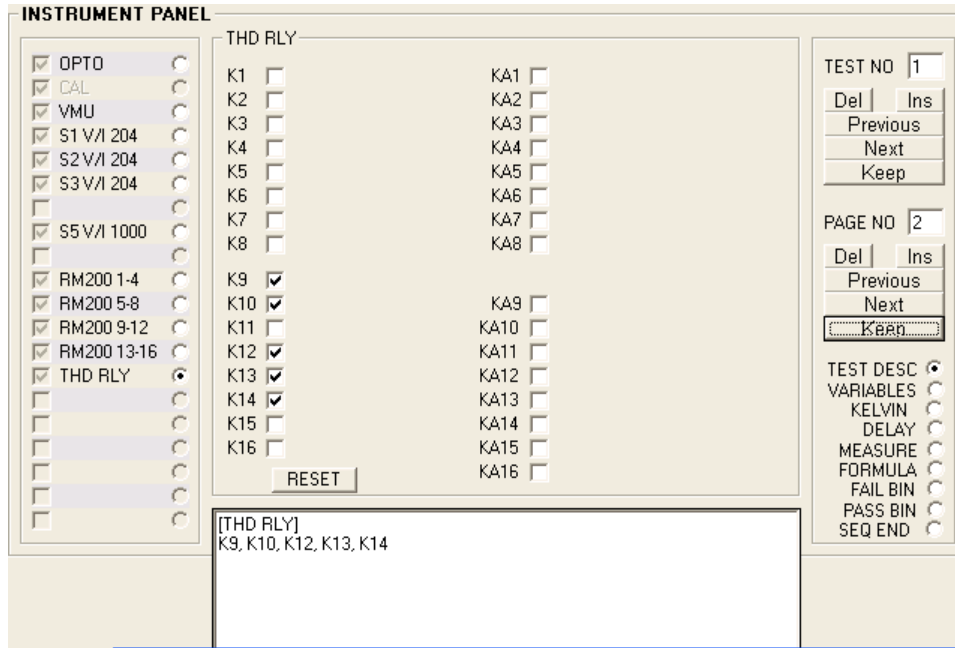 INSTRUMENT PANEL
OPTO
CAL
VMU
S1 V/I 204
S2 V/I 204
S3 V/I 204
S5 V/I 1000
RM200 1-4
RM200 5-8
RM200 9-12
RM200 13-16
THD RLY
THD RLY
K1
K2
K3
K4
K5
K6
K7
K8
K9
K10
K11
K12
K13
K14
K15
K16
KA1
KA2
KA3
KA4
KA5
KA6
KA7
KA8
KA9
KA10
KA11
KA12
KA13
KA14
KA15
KA16
RESET
[THD RLY]
K9, K10, K12, K13, K14
TEST NO 1
Del Ins
Previous
Next
Keep
PAGE NO 2
Del Ins
Previous
Next
Keep
TEST DESC
VARIABLES
KELVIN
DELAY
MEASURE
FORMULA
FAIL BIN
PASS BIN
SEQ END